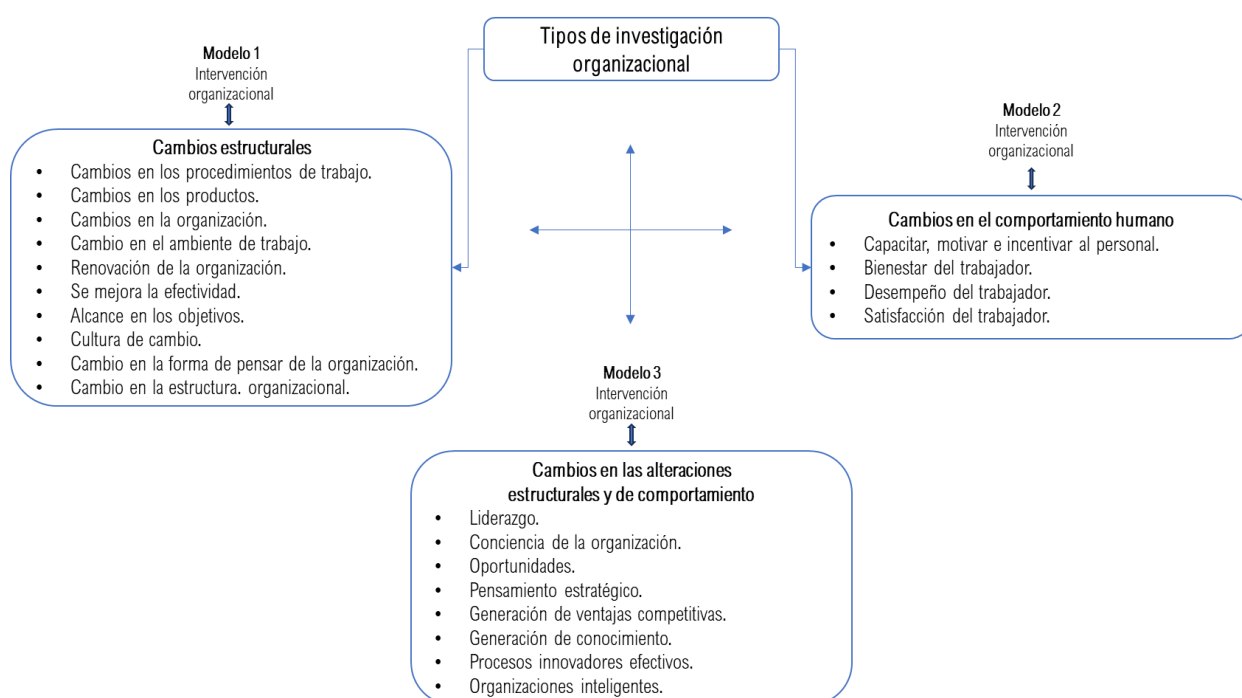 Tipos de investigación
organizacional
Modelo 1
Intervención
organizacional
Cambios estructurales
• Cambios en los procedimientos de trabajo.
• Cambios en los productos.
• Cambios en la organización.
• Cambio en el ambiente de trabajo.
• Renovación de la organización.
• Se mejora la efectividad.
• Alcance en los objetivos.
• Cultura de cambio.
• Cambio en la forma de pensar de la organización.
• Cambio en la estructura. organizacional.
Modelo 2
Intervención
organizacional
Cambios en el comportamiento humano
• Capacitar, motivar e incentivar al personal.
• Bienestar del trabajador.
• Desempeño del trabajador.
• Satisfacción del trabajador.
Modelo 3
Intervención
organizacional
Cambios en las alteraciones
estructurales y de comportamiento
• Liderazgo.
• Conciencia de la organización.
• Oportunidades.
• Pensamiento estratégico.
• Generación de ventajas competitivas.
• Generación de conocimiento.
• Procesos innovadores efectivos.
• Organizaciones inteligentes.